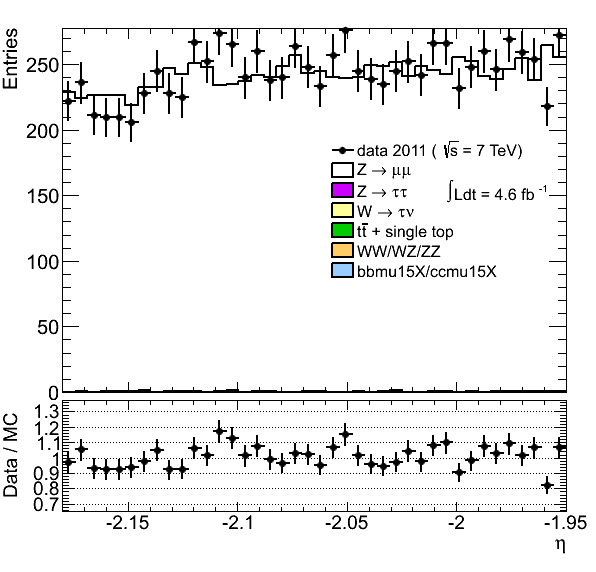 Entries
250
200
150
100
50
0
data 2011 ( √s = 7 TeV)
Z → μμ
Z → ττ
∫Ldt = 4.6 fb⁻¹
W → τν
tt̅ + single top
WW/WZ/ZZ
bbmu15X/ccmu15X
Data / MC
1.3
1.2
1.1
1
0.9
0.8
0.7
-2.15
-2.1
-2.05
-2
-1.95
η